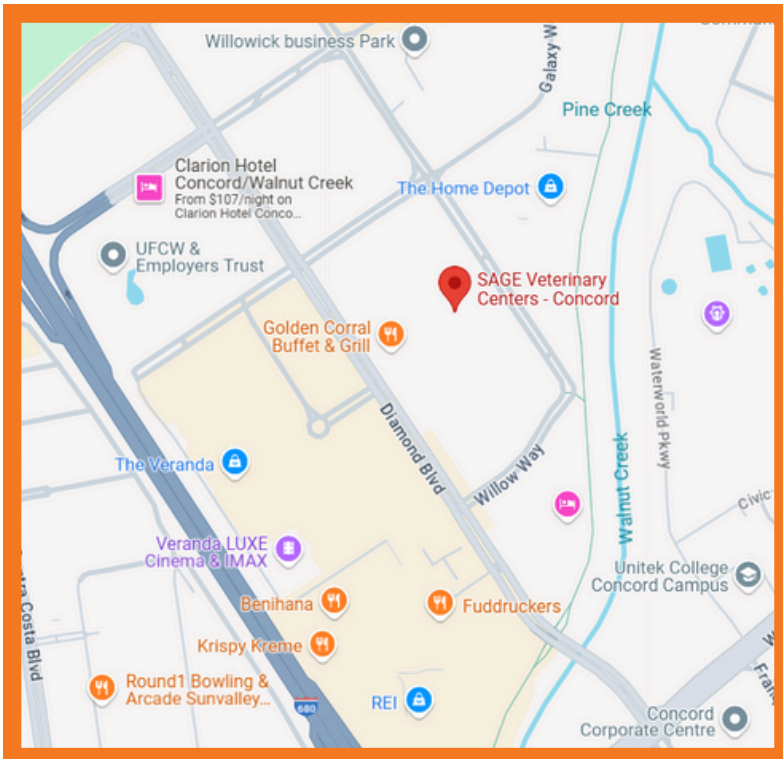 Willowick business Park
Galaxy W
Pine Creek
Clarion Hotel
Concord/Walnut Creek
From $107/night on
Clarion Hotel Conco...
The Home Depot
UFCW &
Employers Trust
SAGE Veterinary
Centers - Concord
Golden Corral
Buffet & Grill
Waterworld Pkwy
Diamond Blvd
The Veranda
Willow Way
Walnut Creek
Civic
Veranda LUXE
Cinema & IMAX
Unitek College
Concord Campus
Benihana
Fuddruckers
Costa Blvd
Krispy Kreme
Round1 Bowling &
Arcade Sunvalley...
REI
680
Concord
Corporate Centre